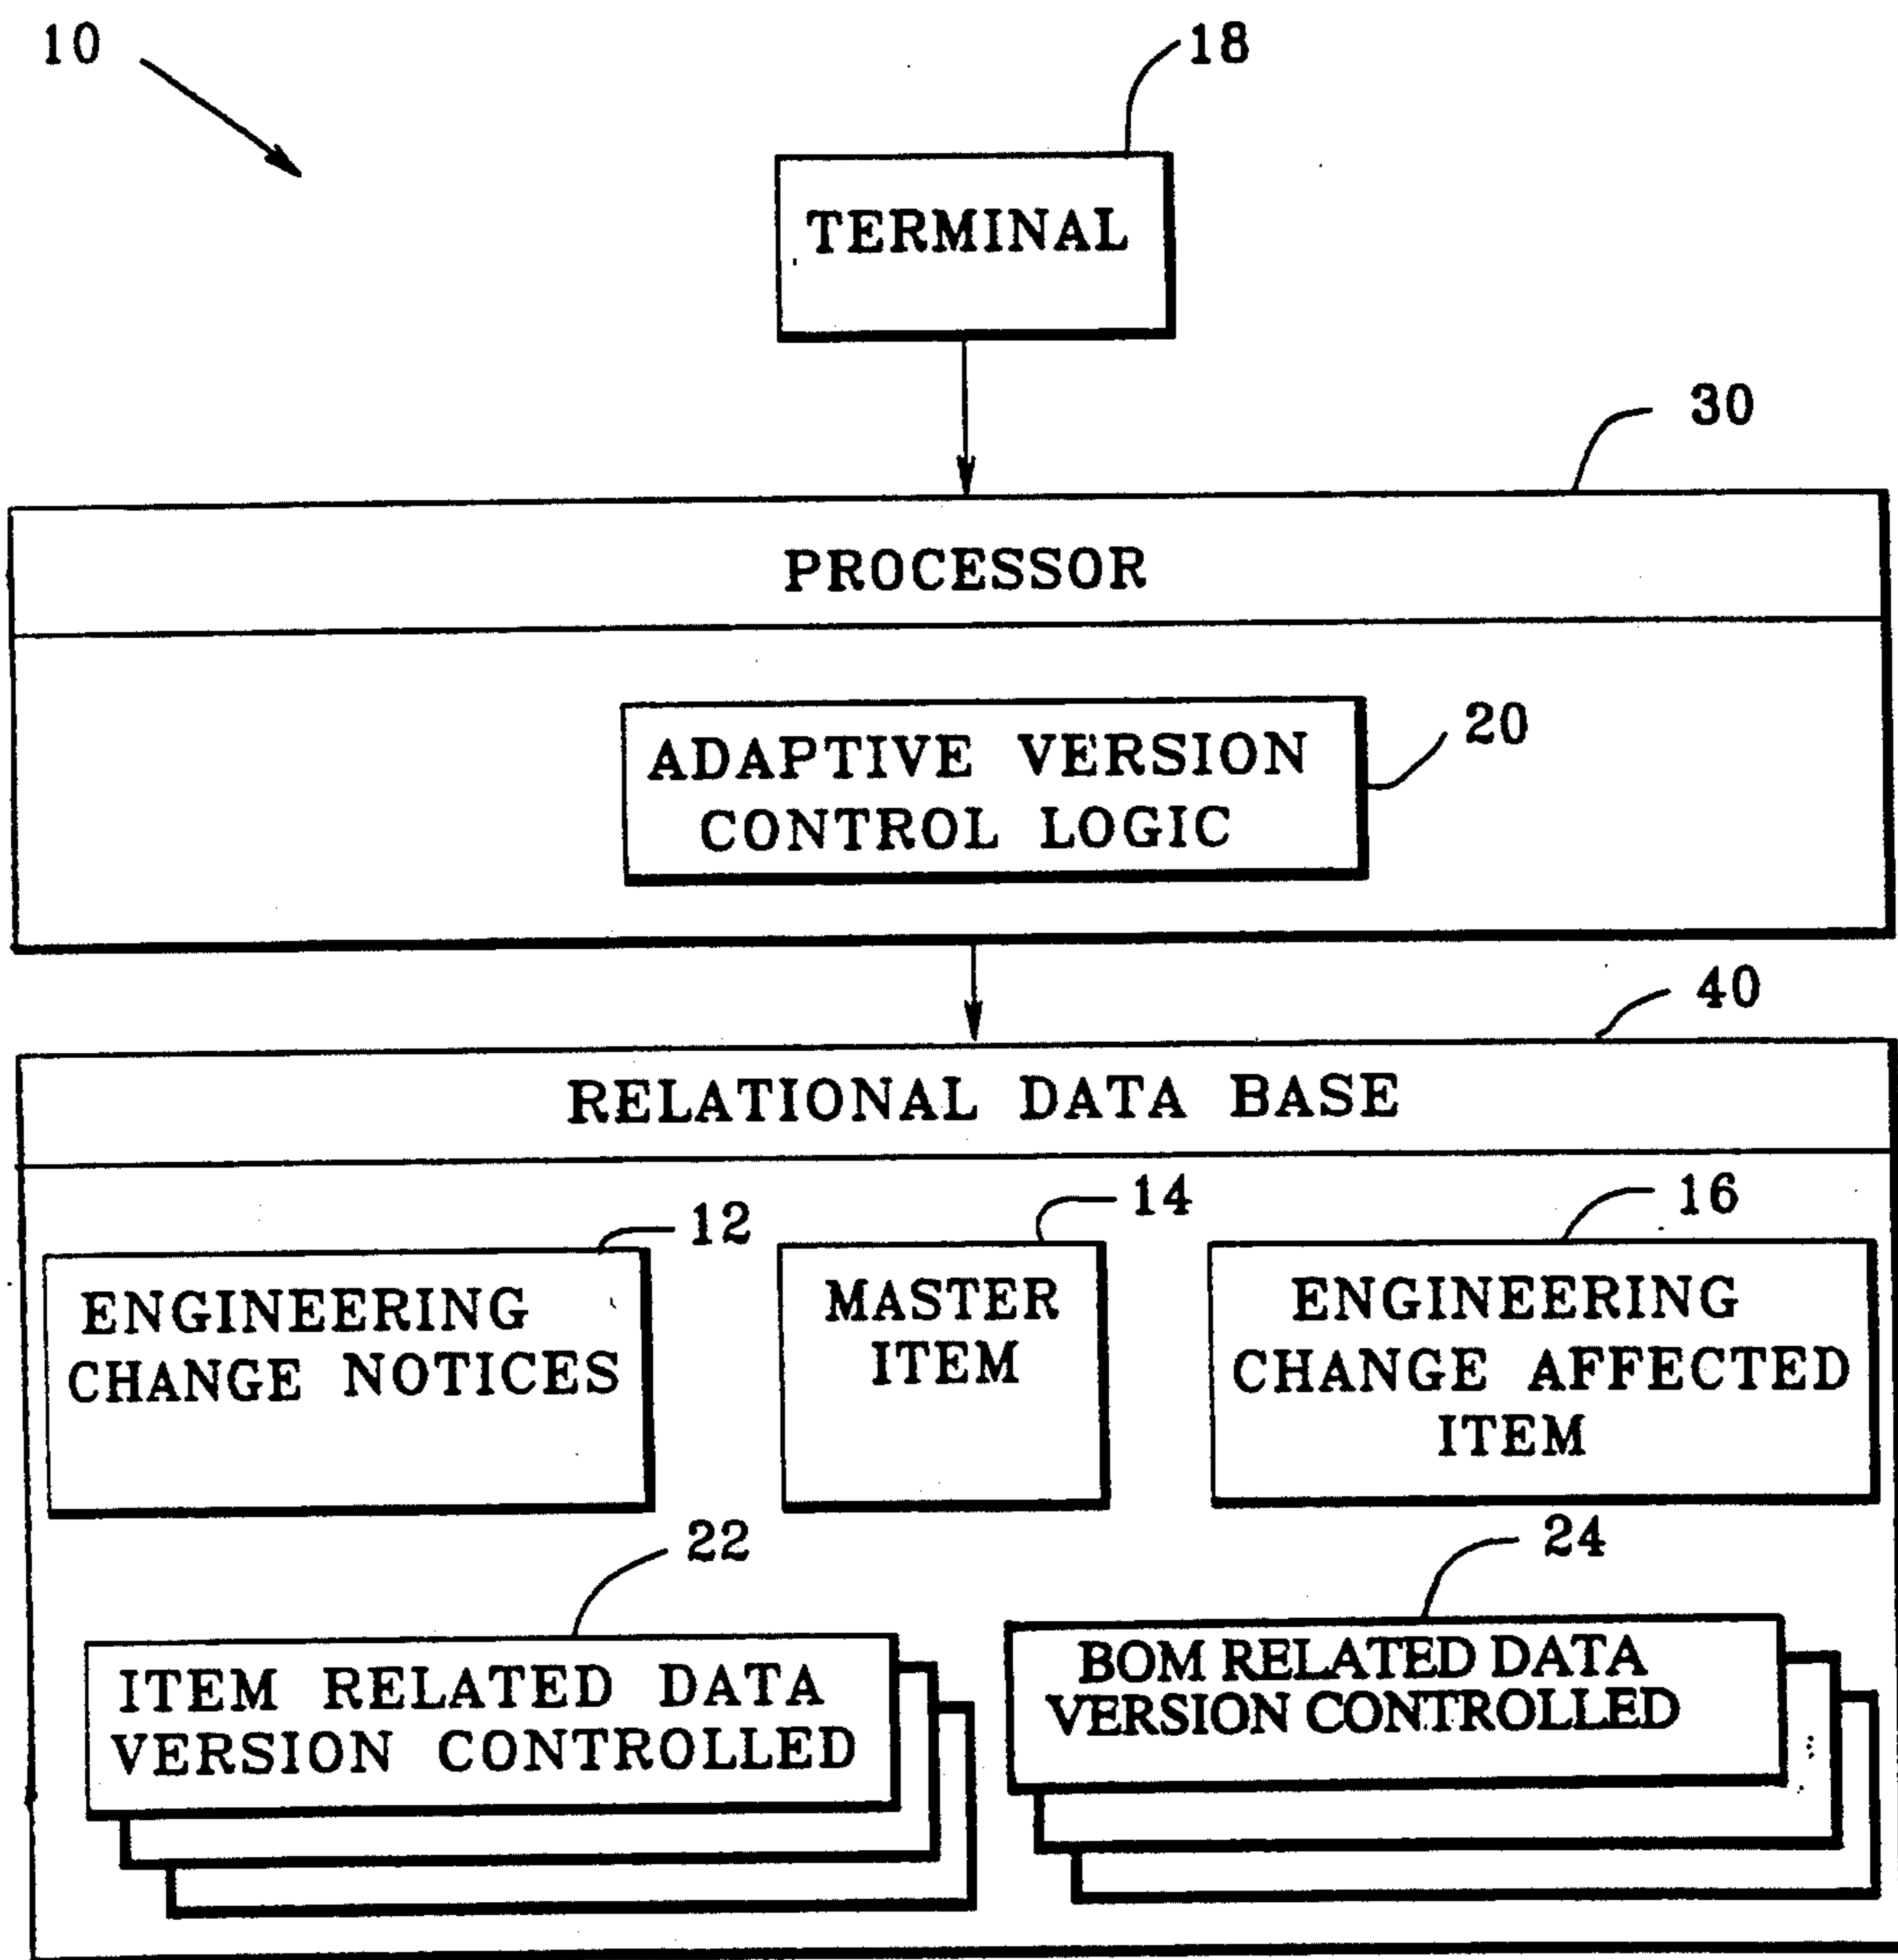 10
18
TERMINAL
30
PROCESSOR
20
ADAPTIVE VERSION
CONTROL LOGIC
40
RELATIONAL DATA BASE
12
14
16
ENGINEERING
CHANGE NOTICES
MASTER
ITEM
ENGINEERING
CHANGE AFFECTED
ITEM
22
24
ITEM RELATED DATA
VERSION CONTROLLED
BOM RELATED DATA
VERSION CONTROLLED